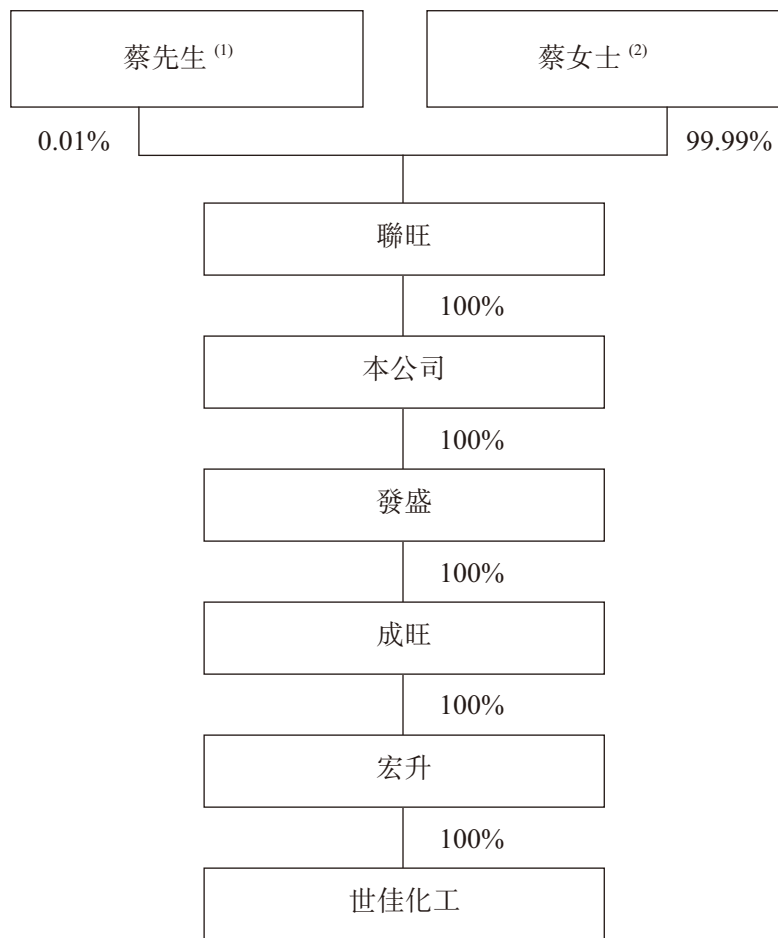 蔡先生 (1)
蔡女士 (2)
0.01%
99.99%
聯旺
100%
本公司
100%
發盛
100%
成旺
100%
宏升
100%
世佳化工